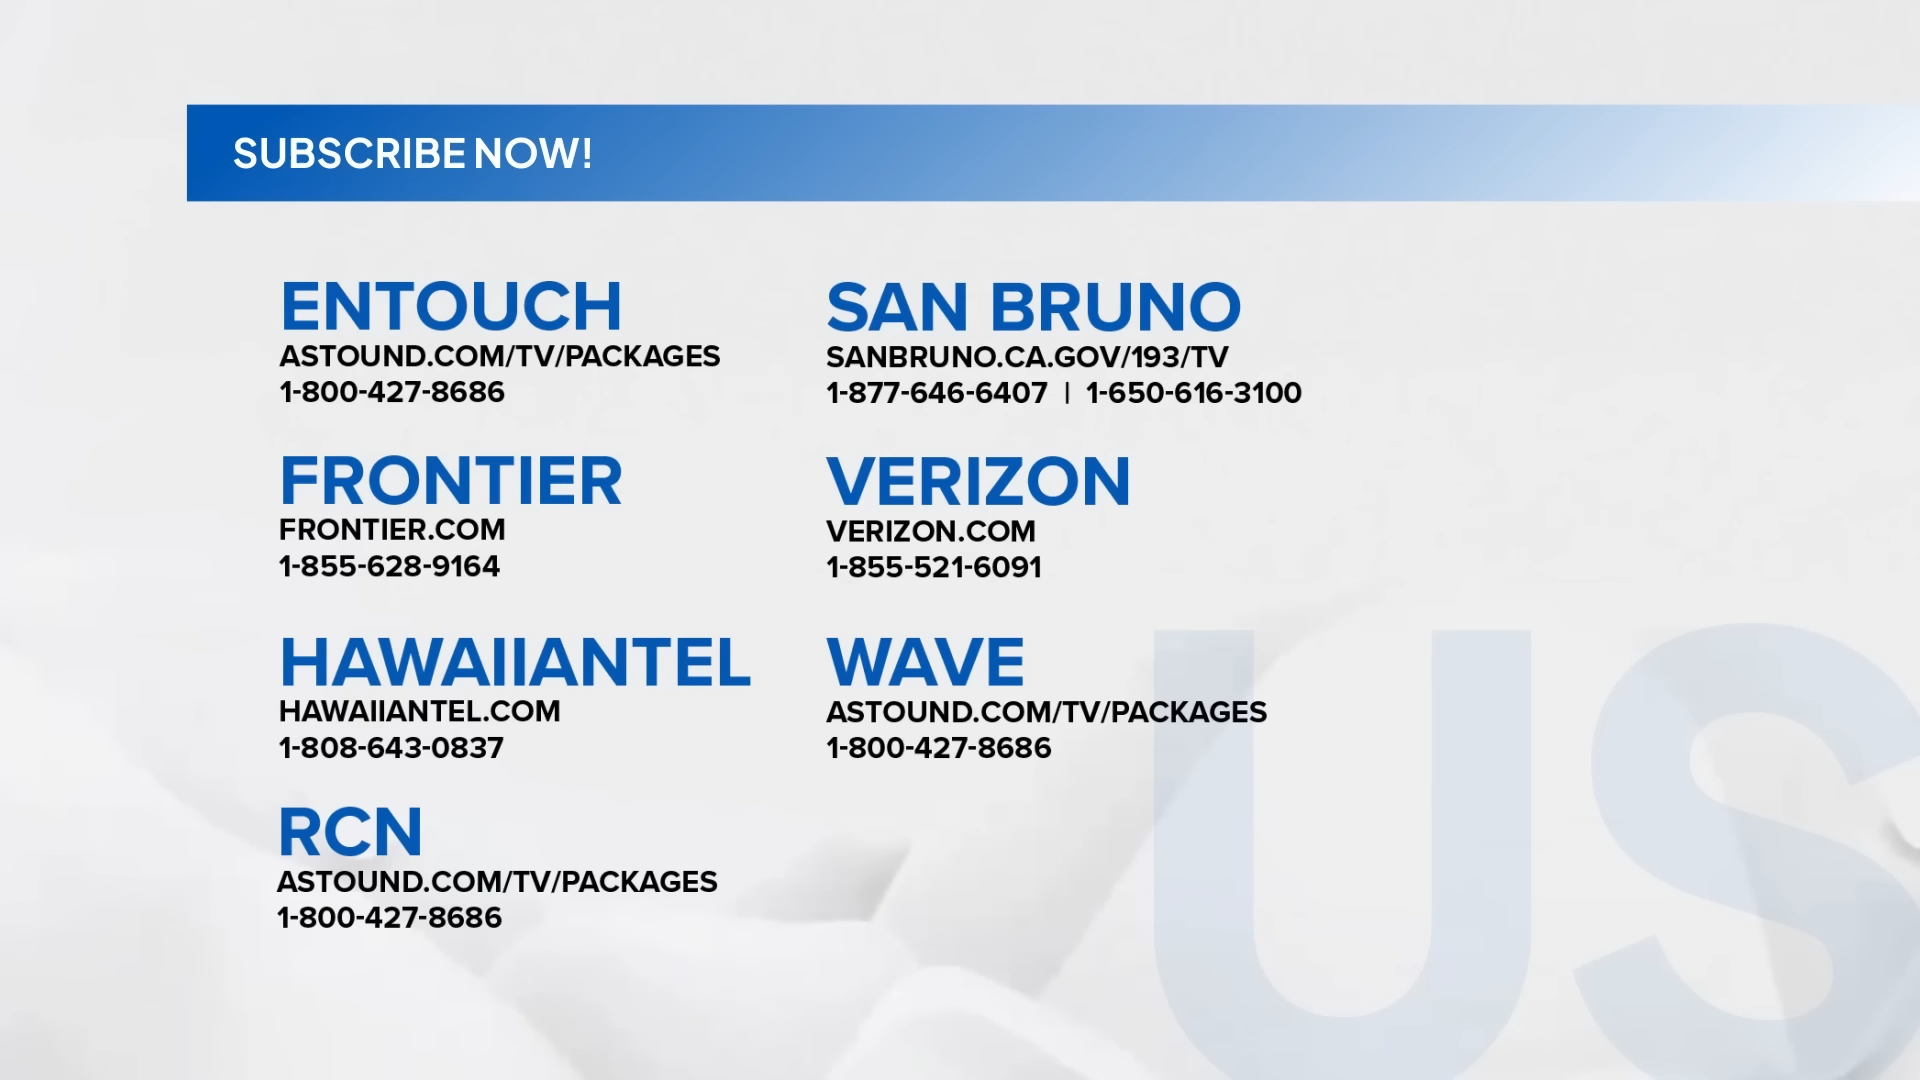 SUBSCRIBE NOW!
ENTOUCH
ASTOUND.COM/TV/PACKAGES
1-800-427-8686
FRONTIER
FRONTIER.COM
1-855-628-9164
HAWAIIANTEL
HAWAIIANTEL.COM
1-808-643-0837
RCN
ASTOUND.COM/TV/PACKAGES
1-800-427-8686
SAN BRUNO
SANBRUNO.CA.GOV/193/TV
1-877-646-6407 | 1-650-616-3100
VERIZON
VERIZON.COM
1-855-521-6091
WAVE
ASTOUND.COM/TV/PACKAGES
1-800-427-8686
US